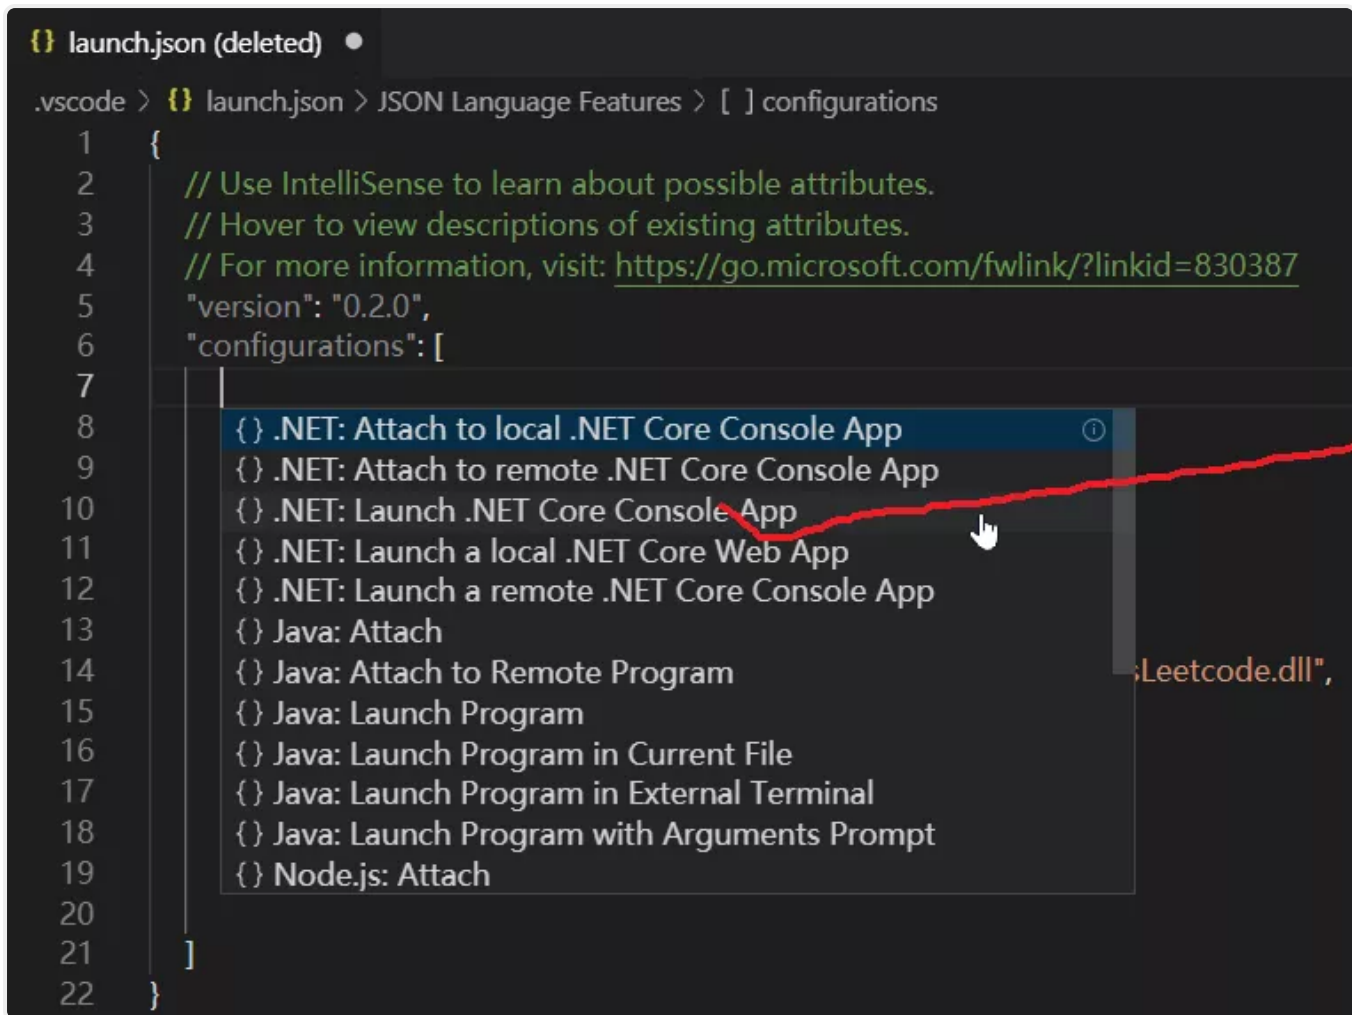 {} launch.json (deleted) ●
.vscode > {} launch.json > JSON Language Features > [ ] configurations
1 {
2 // Use IntelliSense to learn about possible attributes.
3 // Hover to view descriptions of existing attributes.
4 // For more information, visit: https://go.microsoft.com/fwlink/?linkid=830387
5 "version": "0.2.0",
6 "configurations": [
7
8 {} .NET: Attach to local .NET Core Console App
9 {} .NET: Attach to remote .NET Core Console App
10 {} .NET: Launch .NET Core Console App
11 {} .NET: Launch a local .NET Core Web App
12 {} .NET: Launch a remote .NET Core Console App
13 {} Java: Attach
14 {} Java: Attach to Remote Program sLeetcode.dll",
15 {} Java: Launch Program
16 {} Java: Launch Program in Current File
17 {} Java: Launch Program in External Terminal
18 {} Java: Launch Program with Arguments Prompt
19 {} Node.js: Attach
20
21 ]
22 }